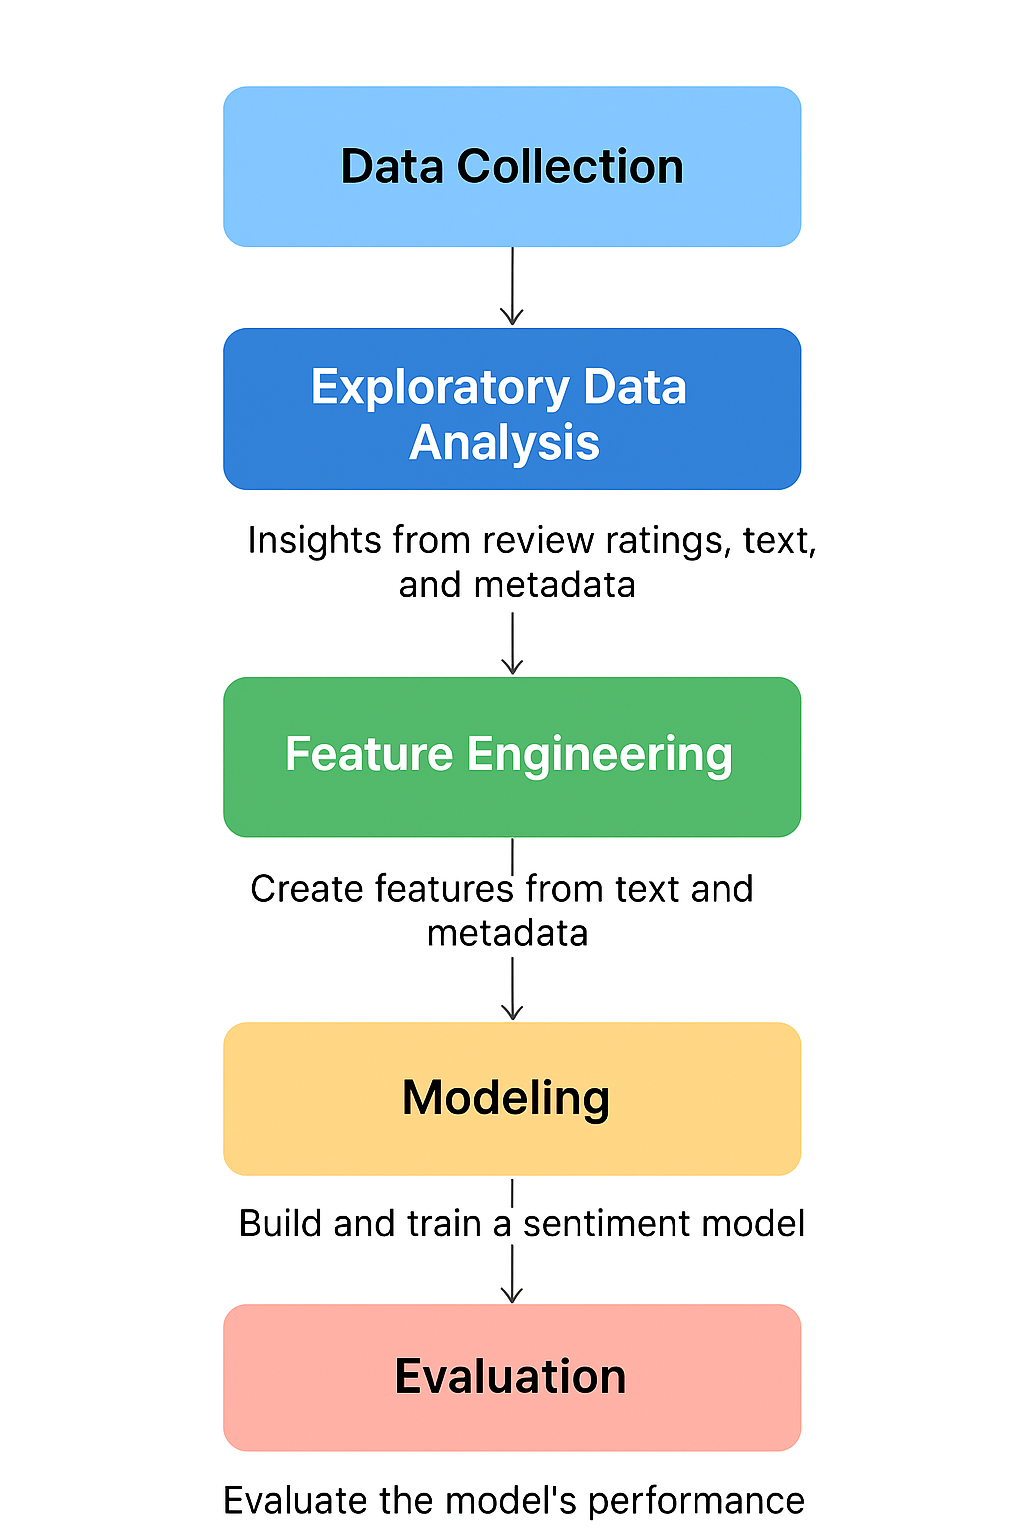 Data Collection
Exploratory Data
Analysis
Insights from review ratings, text,
and metadata
Feature Engineering
Create features from text and
metadata
Modeling
Build and train a sentiment model
Evaluation
Evaluate the model's performance